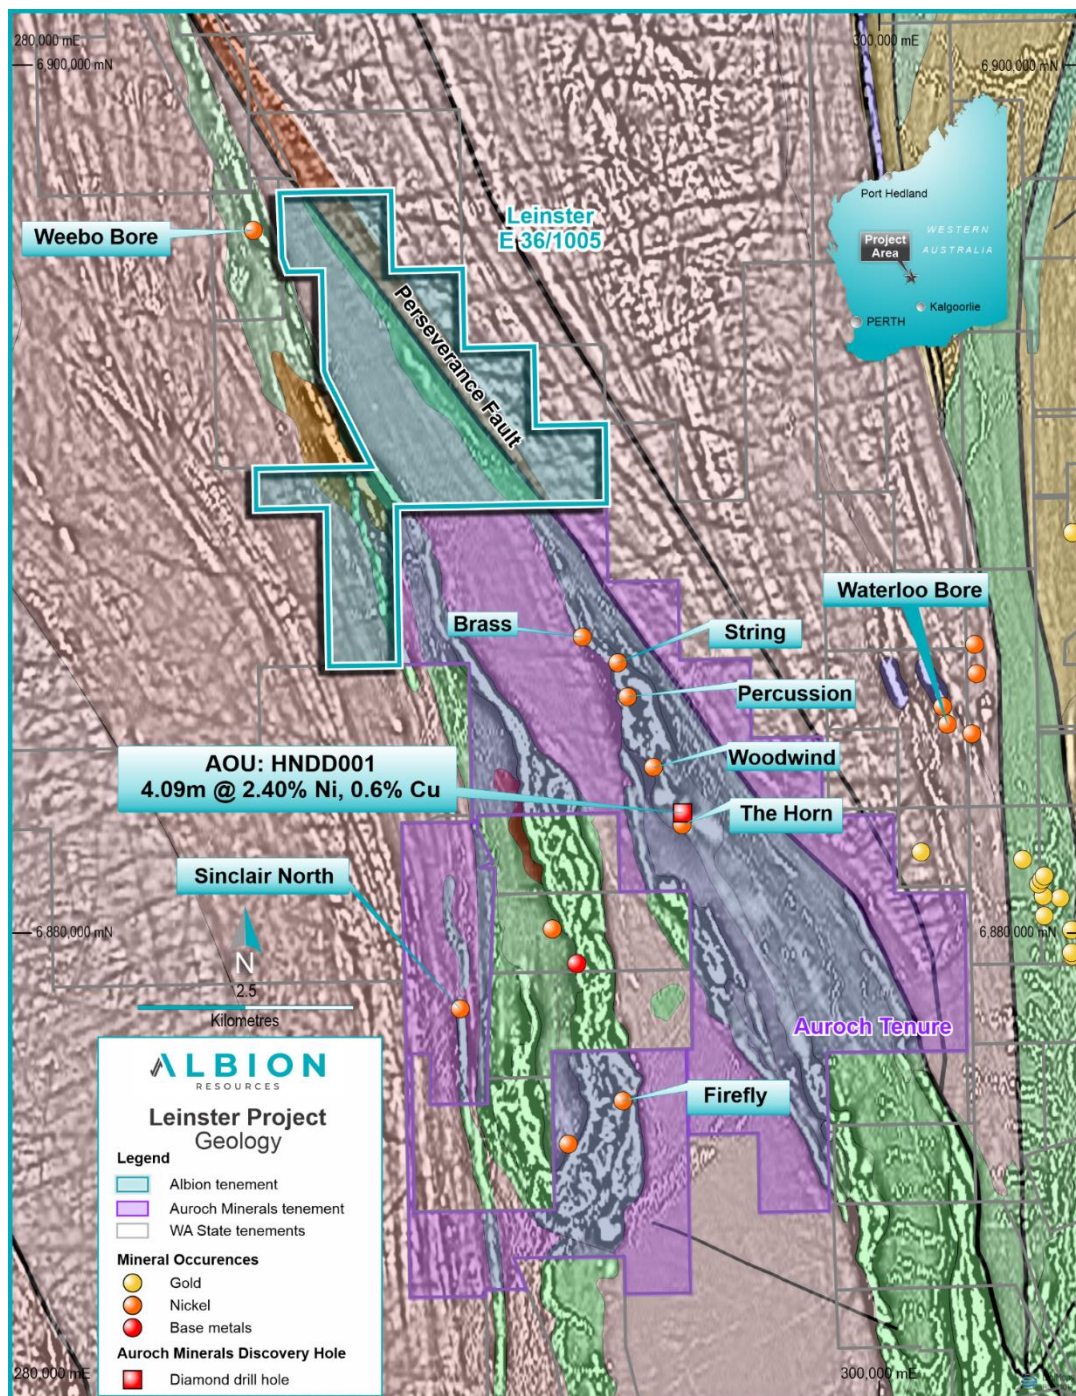 280,000 mE
300,000 mE
6,900,000 mN
6,900,000 mN
Port Hedland
WESTERN
AUSTRALIA
Project
Area
Kalgoorlie
PERTH
Leinster
E 36/1005
Weebo Bore
Perseverance Fault
Waterloo Bore
Brass
String
Percussion
Woodwind
AOU: HNDD001
4.09m @ 2.40% Ni, 0.6% Cu
The Horn
Sinclair North
6,880,000 mN
6,880,000 mN
N
2.5
Kilometres
Auroch Tenure
Firefly
ALBION
RESOURCES
Leinster Project
Geology
Legend
Albion tenement
Auroch Minerals tenement
WA State tenements
Mineral Occurences
Gold
Nickel
Base metals
Auroch Minerals Discovery Hole
Diamond drill hole
280,000 mE
300,000 mE